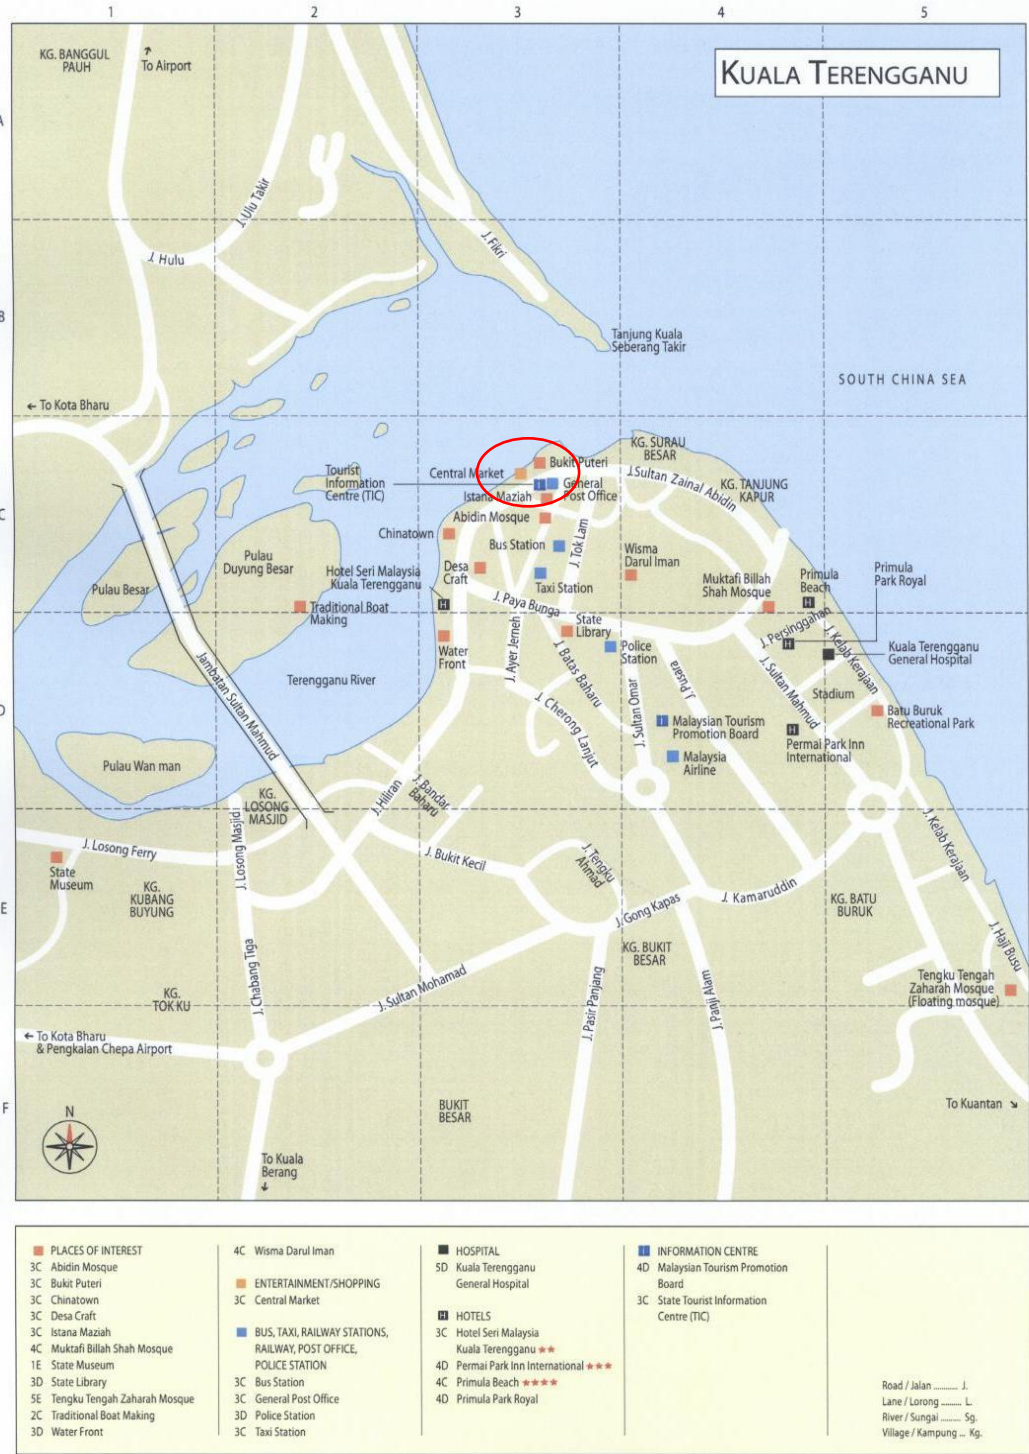 1 2 3 4 5
KUALA TERENGGANU
KG. BANGGUL
PAUH
To Airport
A
J. Ulu Takir
J. Hulu
J. Fikri
B
Tanjung Kuala
Seberang Takir
SOUTH CHINA SEA
← To Kota Bharu
KG. SURAU
BESAR
Bukit Puteri
Central Market
Tourist
Information
Centre (TIC)
General
Post Office
J.Sultan Zainal Abidin
KG. TANJUNG
KAPUR
Istana Maziah
C
Abidin Mosque
Chinatown
Bus Station
J. Tok Lam
Wisma
Darul Iman
Pulau
Duyung Besar
Pulau Besar
Hotel Seri Malaysia
Kuala Terengganu
Desa
Craft
Taxi Station
Muktafi Billah
Shah Mosque
Primula
Beach
Primula
Park Royal
Traditional Boat
Making
J. Paya Bunga
State
Library
J. Persinggahan
J. Kelab Kerajaan
Water
Front
J. Ayer Jerneh
J. Batas Baharu
Police
Station
Kuala Terengganu
General Hospital
Jambatan Sultan Mahmud
Terengganu River
J. Pusara
J. Sultan Mahmud
Stadium
J. Cherong Lanjut
J. Sultan Omar
D
Batu Buruk
Recreational Park
Malaysian Tourism
Promotion Board
Permai Park Inn
International
Pulau Wan man
Malaysia
Airline
KG.
LOSONG
MASJID
J. Hiliran
J. Bandar
Baharu
J. Losong Ferry
J. Losong Masjid
J. Bukit Kecil
J. Tengku
Ahmad
J. Kelab Kerajaan
State
Museum
KG.
KUBANG
BUYUNG
J. Gong Kapas
J. Kamaruddin
KG. BATU
BURUK
E
KG. BUKIT
BESAR
J. Haji Busu
J. Chabang Tiga
J. Sultan Mohamad
J. Pasir Panjang
J. Panji Alam
Tengku Tengah
Zaharah Mosque
(Floating mosque)
KG.
TOK KU
← To Kota Bharu
& Pengkalan Chepa Airport
F
To Kuantan
BUKIT
BESAR
N
To Kuala
Berang
PLACES OF INTEREST
3C Abidin Mosque
3C Bukit Puteri
3C Chinatown
3C Desa Craft
3C Istana Maziah
4C Muktafi Billah Shah Mosque
1E State Museum
3D State Library
5E Tengku Tengah Zaharah Mosque
2C Traditional Boat Making
3D Water Front
4C Wisma Darul Iman
ENTERTAINMENT/SHOPPING
3C Central Market
BUS, TAXI, RAILWAY STATIONS,
RAILWAY, POST OFFICE,
POLICE STATION
3C Bus Station
3C General Post Office
3D Police Station
3C Taxi Station
HOSPITAL
5D Kuala Terengganu
General Hospital
H HOTELS
3C Hotel Seri Malaysia
Kuala Terengganu ★★
4D Permai Park Inn International ★★★
4C Primula Beach ★★★★
4D Primula Park Royal
i INFORMATION CENTRE
4D Malaysian Tourism Promotion
Board
3C State Tourist Information
Centre (TIC)
Road / Jalan ........... J.
Lane / Lorong ......... L.
River / Sungai ......... Sg.
Village / Kampung ... Kg.